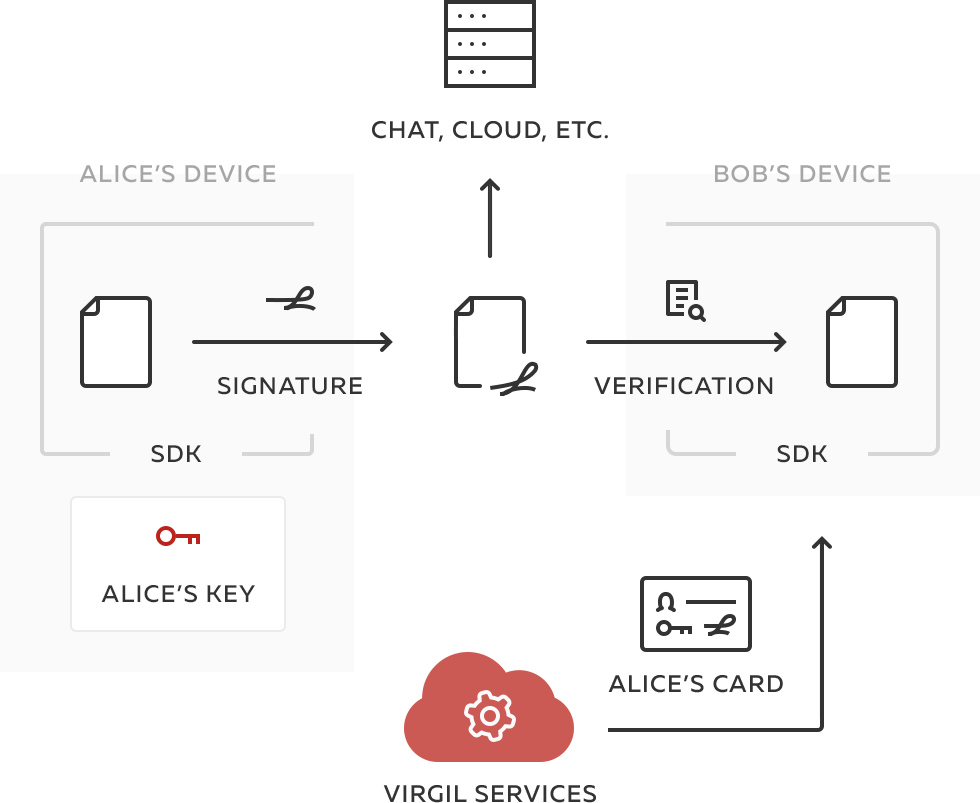 CHAT, CLOUD, ETC.
ALICE’S DEVICE
BOB’S DEVICE
SIGNATURE
VERIFICATION
SDK
SDK
ALICE’S KEY
ALICE’S CARD
VIRGIL SERVICES